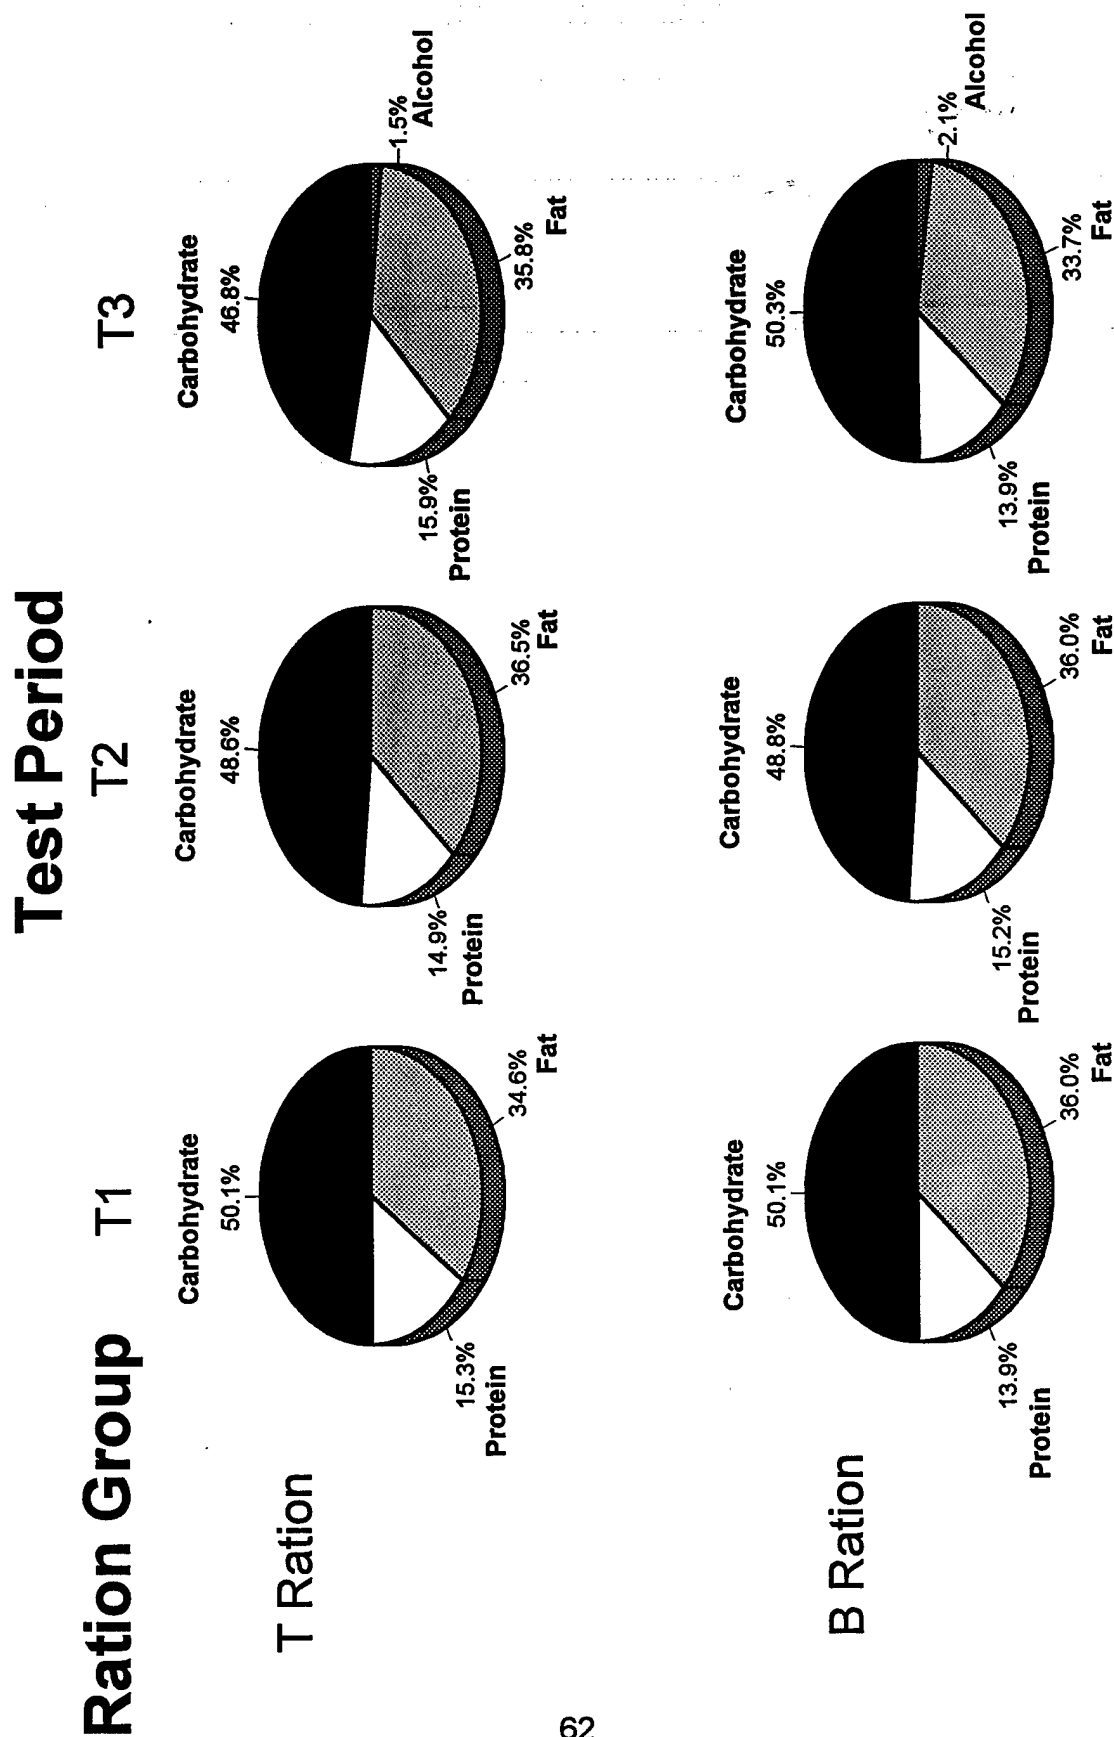 Test Period
Ration Group
T1
T2
T3
T Ration
Carbohydrate
50.1%
15.3%
Protein
34.6%
Fat
Carbohydrate
48.6%
14.9%
Protein
36.5%
Fat
Carbohydrate
46.8%
15.9%
Protein
35.8%
Fat
1.5%
Alcohol
B Ration
Carbohydrate
50.1%
13.9%
Protein
36.0%
Fat
Carbohydrate
48.8%
15.2%
Protein
36.0%
Fat
Carbohydrate
50.3%
13.9%
Protein
33.7%
Fat
2.1%
Alcohol
62